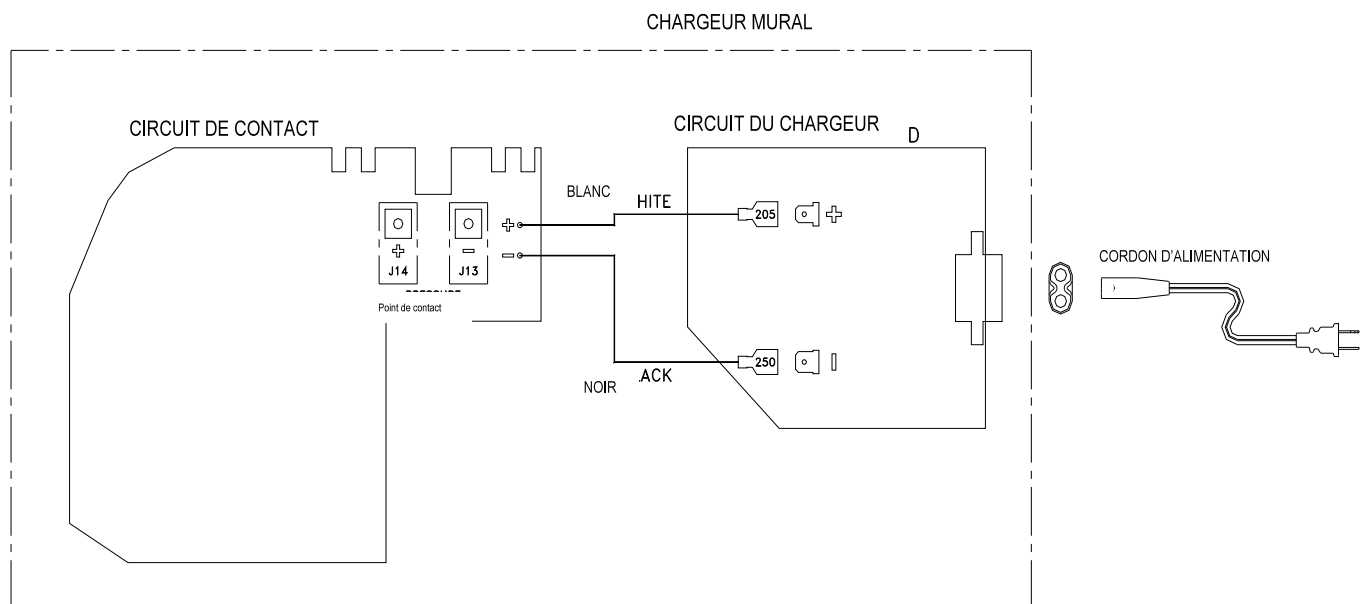 CHARGEUR MURAL
CIRCUIT DE CONTACT
CIRCUIT DU CHARGEUR
D
BLANC
HITE
205
+
+
+
-
J14
J13
-
Point de contact
CORDON D'ALIMENTATION
250
-
.ACK
NOIR